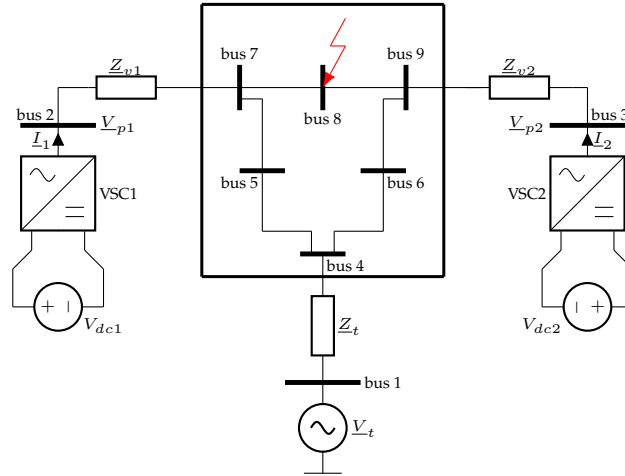 bus 7
bus 9
Z_v1
Z_v2
bus 2
V_p1
bus 8
V_p2
bus 3
I_1
I_2
VSC1
bus 5
bus 6
VSC2
bus 4
+ −
− +
V_dc1
Z_t
V_dc2
bus 1
V_t